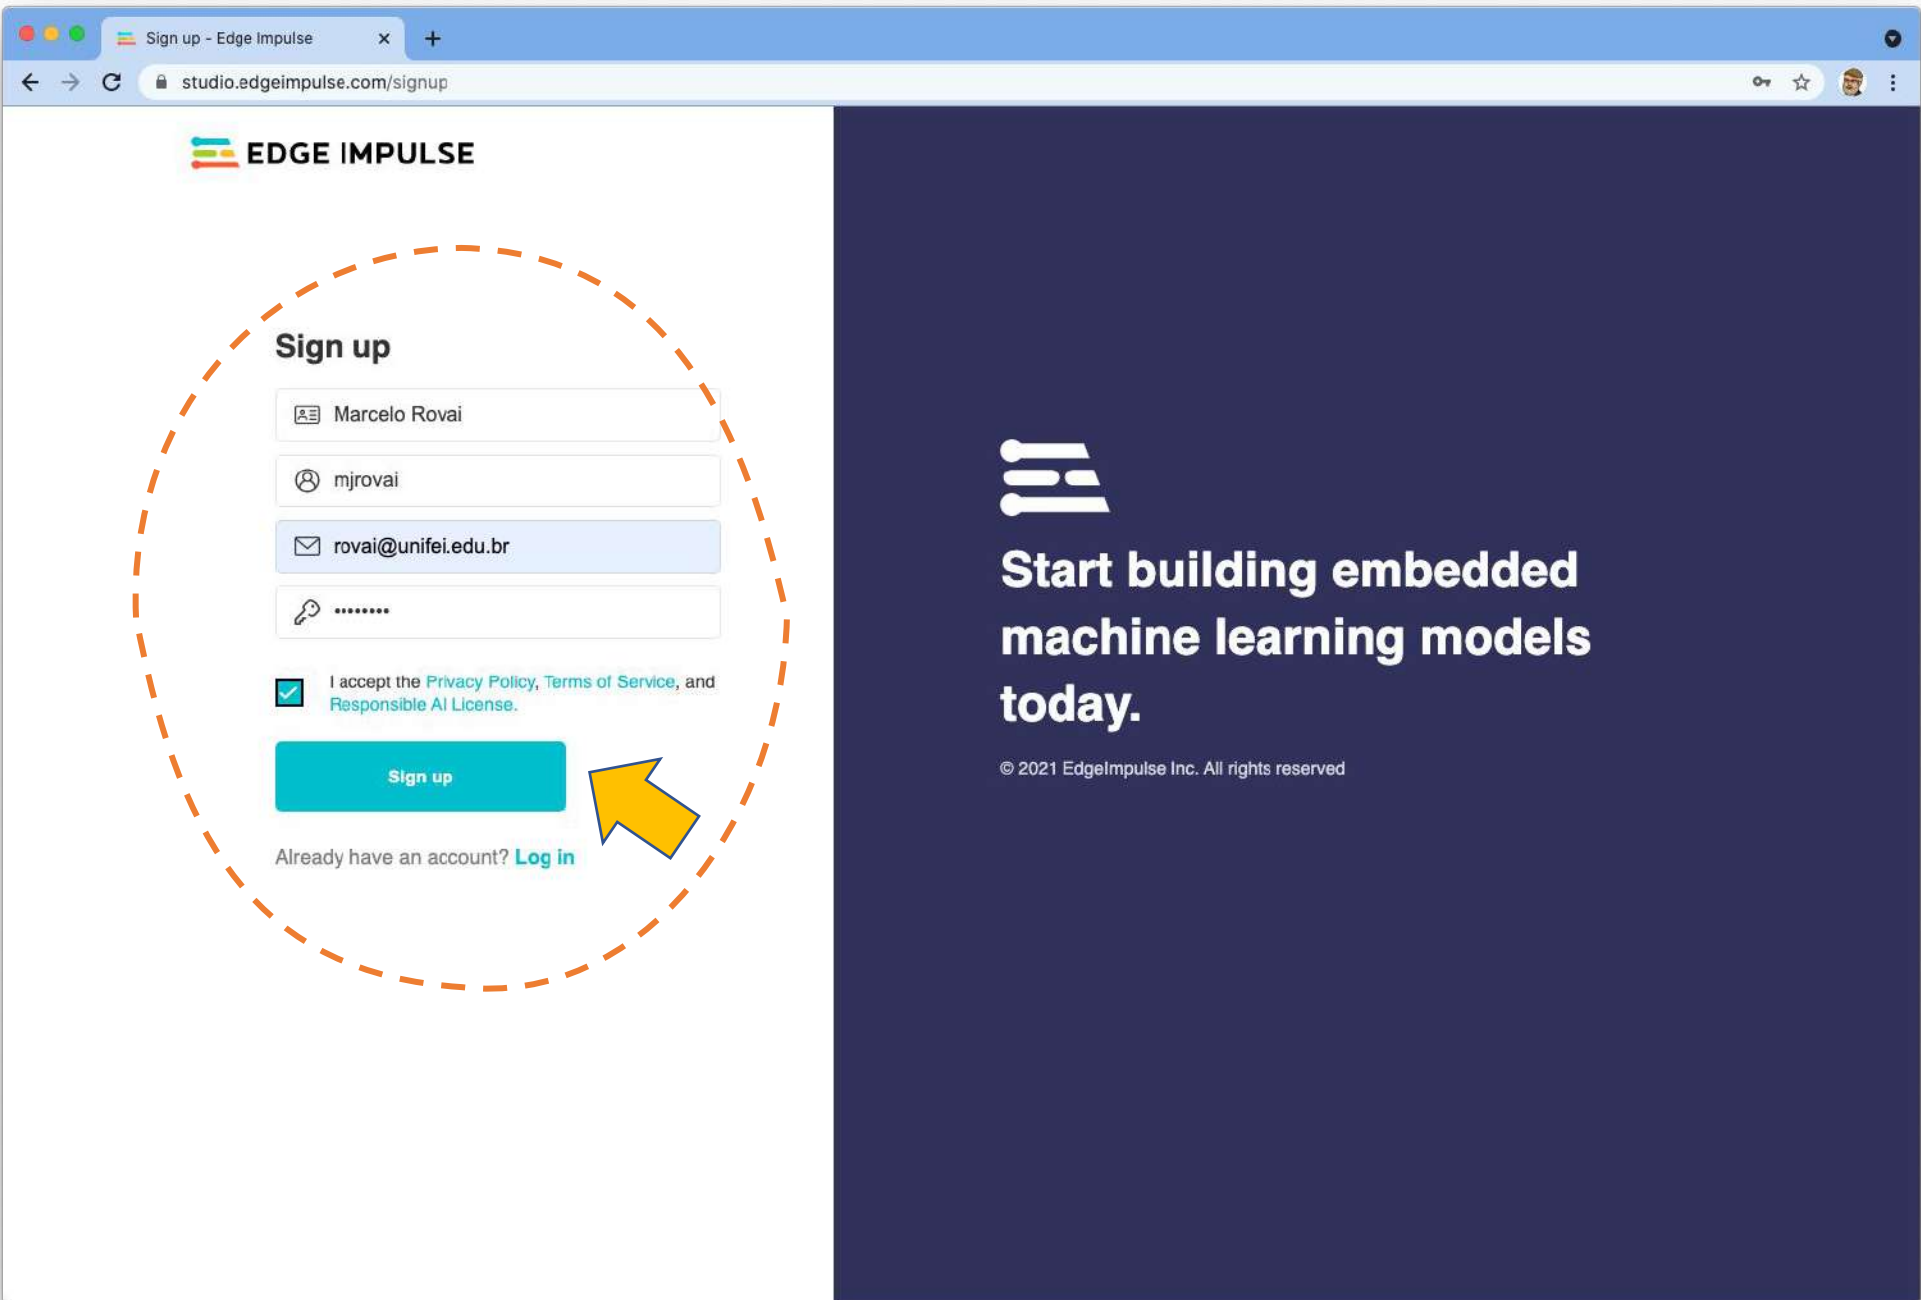 Sign up - Edge Impulse
studio.edgeimpulse.com/signup
EDGE IMPULSE
Sign up
Marcelo Rovai
mjrovai
rovai@unifei.edu.br
••••••••
I accept the Privacy Policy, Terms of Service, and
Responsible AI License.
Sign up
Already have an account? Log in
Start building embedded
machine learning models
today.
© 2021 EdgeImpulse Inc. All rights reserved